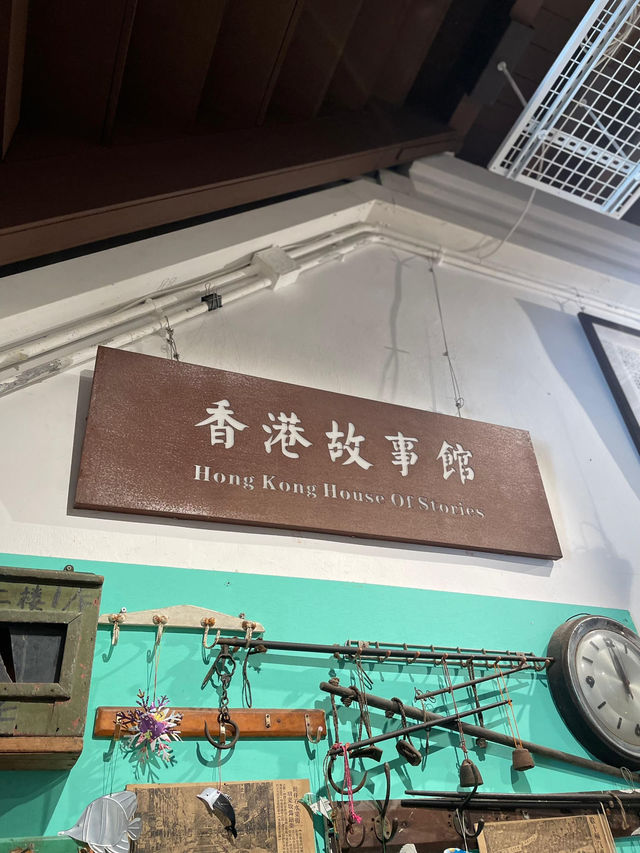 香港故事館
Hong Kong House Of Stories